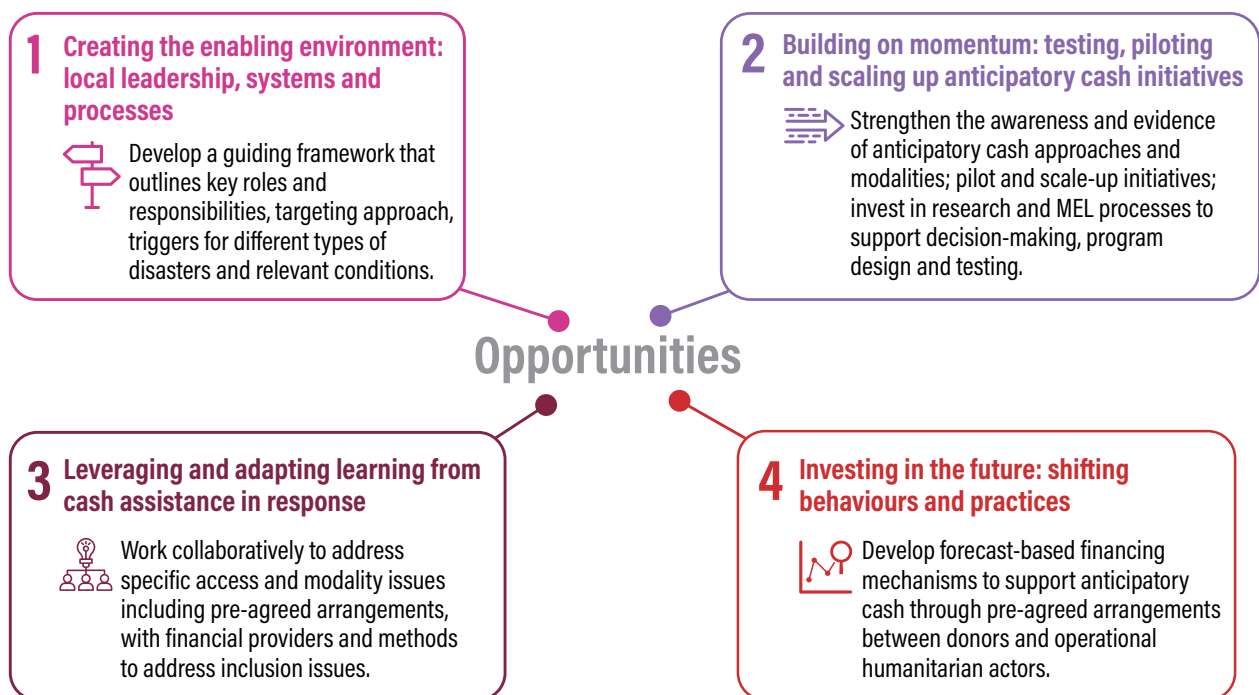 1 Creating the enabling environment:
local leadership, systems and
processes
Develop a guiding framework that
outlines key roles and
responsibilities, targeting approach,
triggers for different types of
disasters and relevant conditions.
2 Building on momentum: testing, piloting
and scaling up anticipatory cash initiatives
Strengthen the awareness and evidence
of anticipatory cash approaches and
modalities; pilot and scale-up initiatives;
invest in research and MEL processes to
support decision-making, program
design and testing.
Opportunities
3 Leveraging and adapting learning from
cash assistance in response
Work collaboratively to address
specific access and modality issues
including pre-agreed arrangements,
with financial providers and methods
to address inclusion issues.
4 Investing in the future: shifting
behaviours and practices
Develop forecast-based financing
mechanisms to support anticipatory
cash through pre-agreed arrangements
between donors and operational
humanitarian actors.